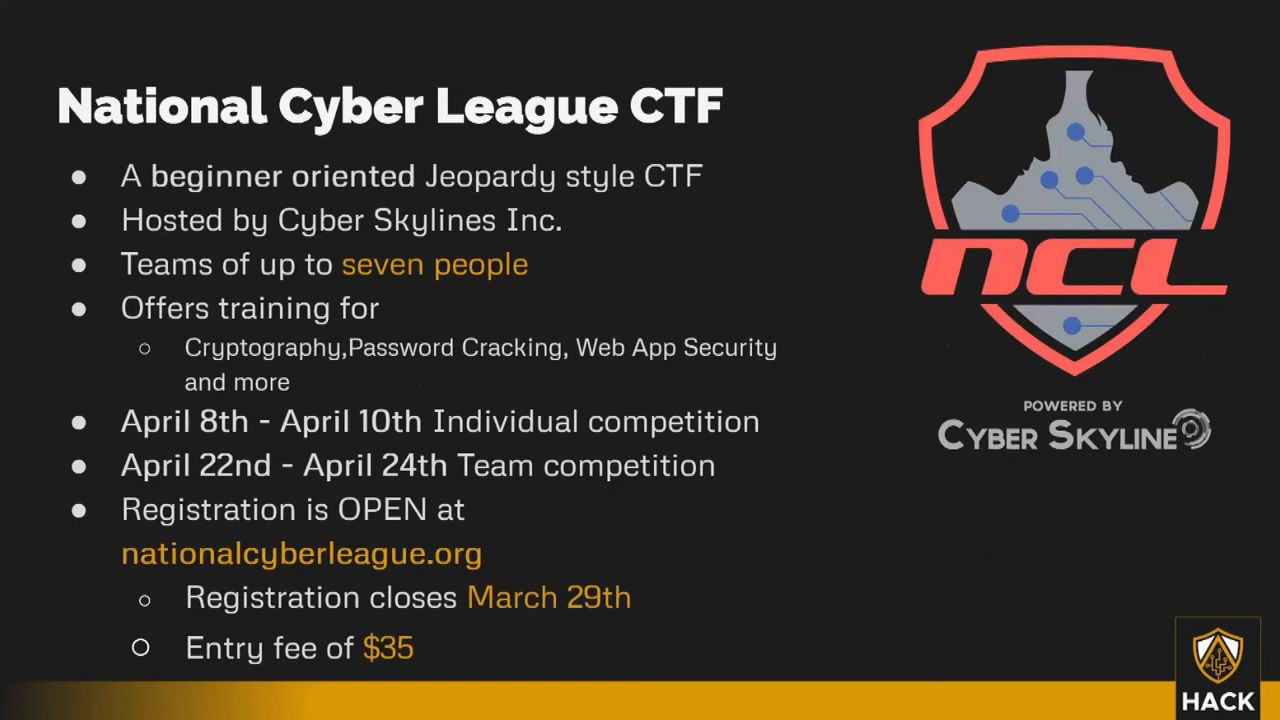 National Cyber League CTF
● A beginner oriented Jeopardy style CTF
● Hosted by Cyber Skylines Inc.
● Teams of up to seven people
● Offers training for
○ Cryptography,Password Cracking, Web App Security
and more
● April 8th - April 10th Individual competition
● April 22nd - April 24th Team competition
● Registration is OPEN at
nationalcyberleague.org
○ Registration closes March 29th
○ Entry fee of $35
NCL
POWERED BY
CYBER SKYLINE
HACK